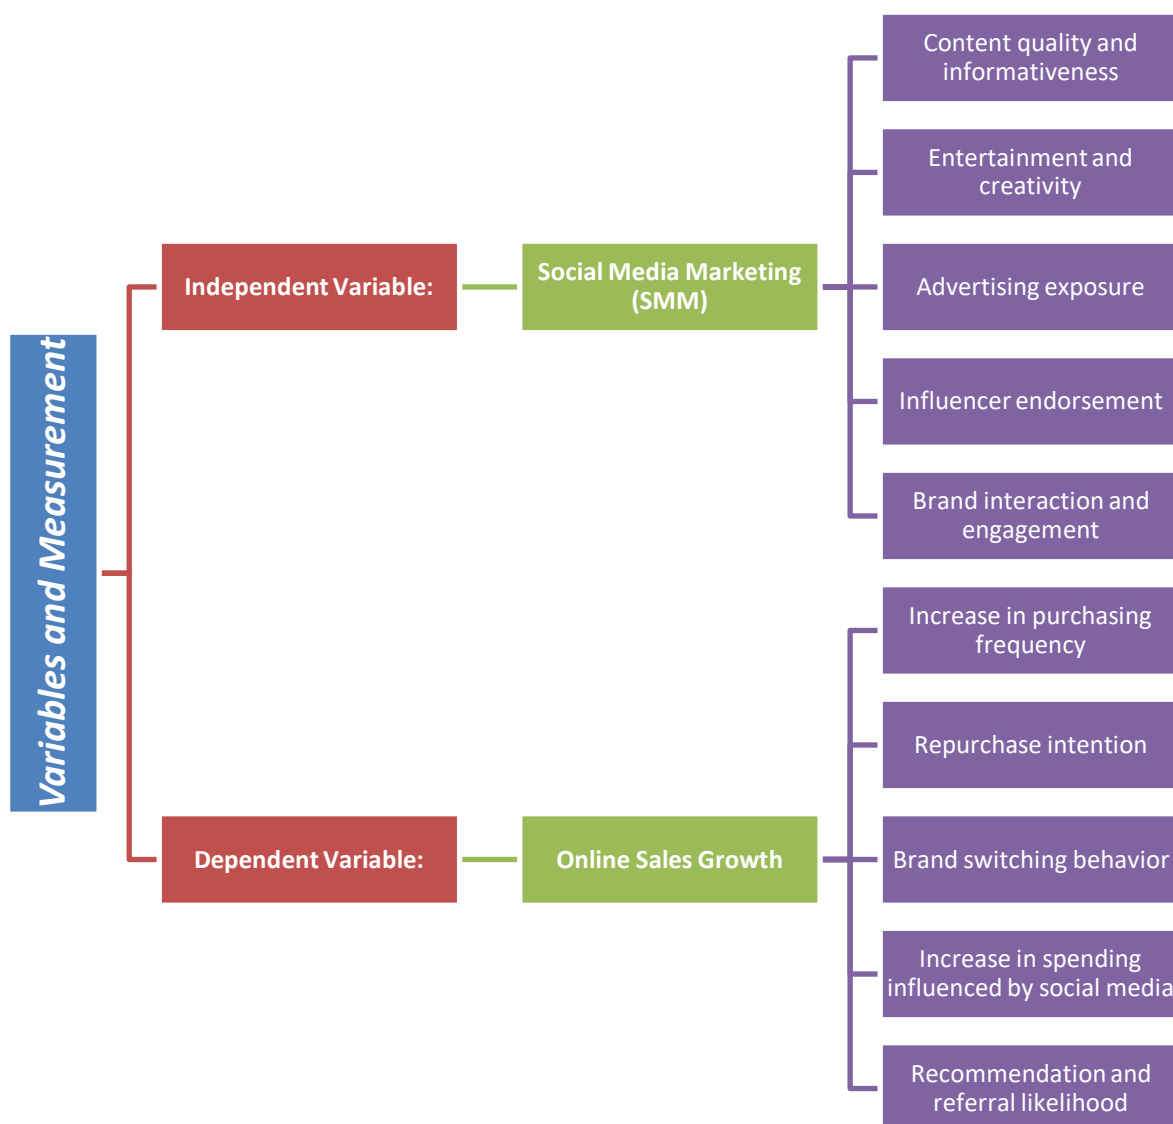 Variables and Measurement
Independent Variable:
Social Media Marketing
(SMM)
Content quality and
informativeness
Entertainment and
creativity
Advertising exposure
Influencer endorsement
Brand interaction and
engagement
Dependent Variable:
Online Sales Growth
Increase in purchasing
frequency
Repurchase intention
Brand switching behavior
Increase in spending
influenced by social media
Recommendation and
referral likelihood